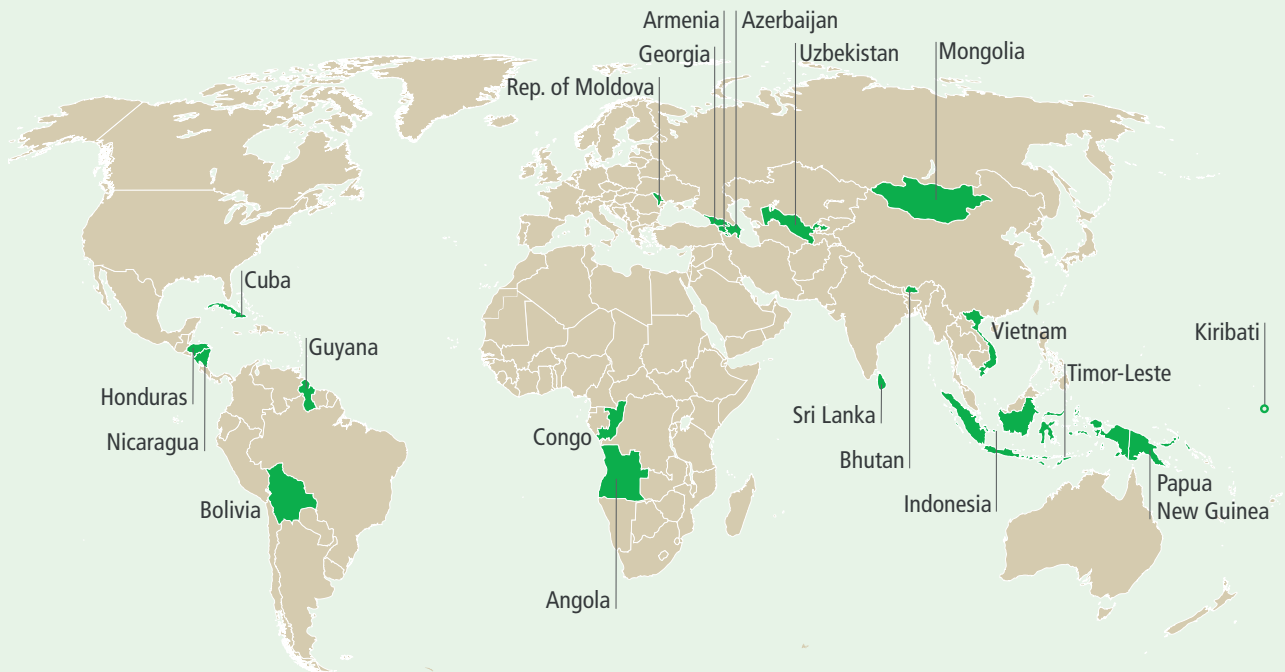 Armenia
Azerbaijan
Georgia
Uzbekistan
Mongolia
Rep. of Moldova
Cuba
Guyana
Vietnam
Kiribati
Timor-Leste
Honduras
Sri Lanka
Nicaragua
Congo
Bhutan
Papua
New Guinea
Indonesia
Bolivia
Angola